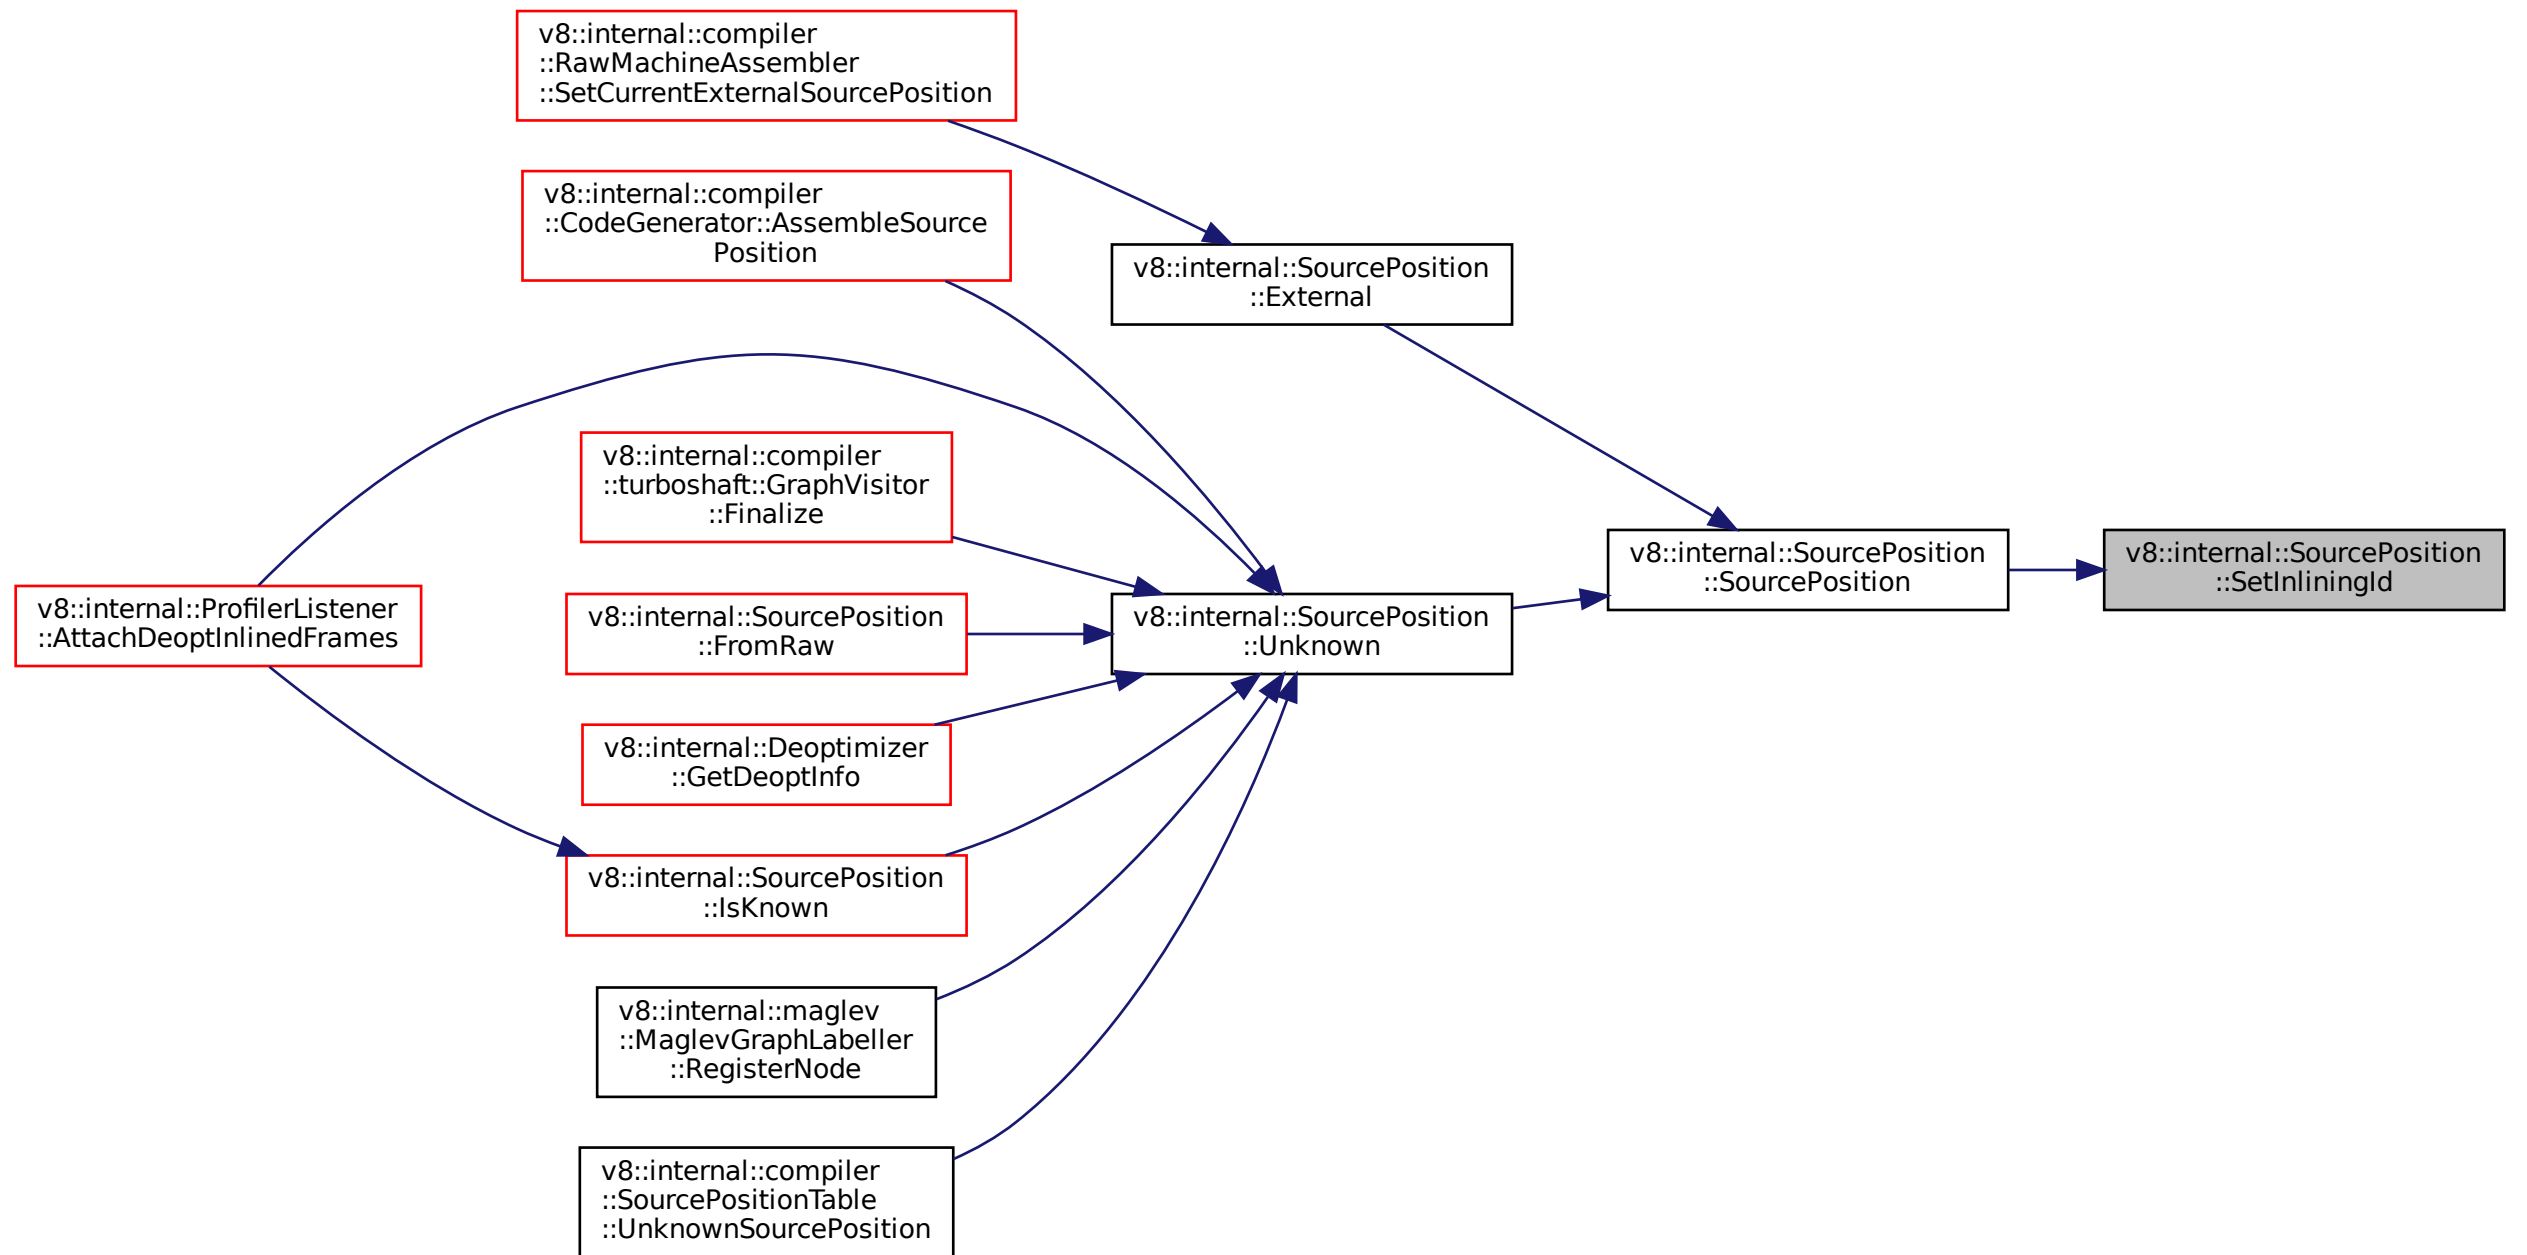 v8::internal::compiler
::RawMachineAssembler
::SetCurrentExternalSourcePosition
v8::internal::compiler
::CodeGenerator::AssembleSource
Position
v8::internal::SourcePosition
::External
v8::internal::compiler
::turboshaft::GraphVisitor
::Finalize
v8::internal::ProfilerListener
::AttachDeoptInlinedFrames
v8::internal::SourcePosition
::FromRaw
v8::internal::SourcePosition
::Unknown
v8::internal::SourcePosition
::SourcePosition
v8::internal::SourcePosition
::SetInliningId
v8::internal::Deoptimizer
::GetDeoptInfo
v8::internal::SourcePosition
::IsKnown
v8::internal::maglev
::MaglevGraphLabeller
::RegisterNode
v8::internal::compiler
::SourcePositionTable
::UnknownSourcePosition